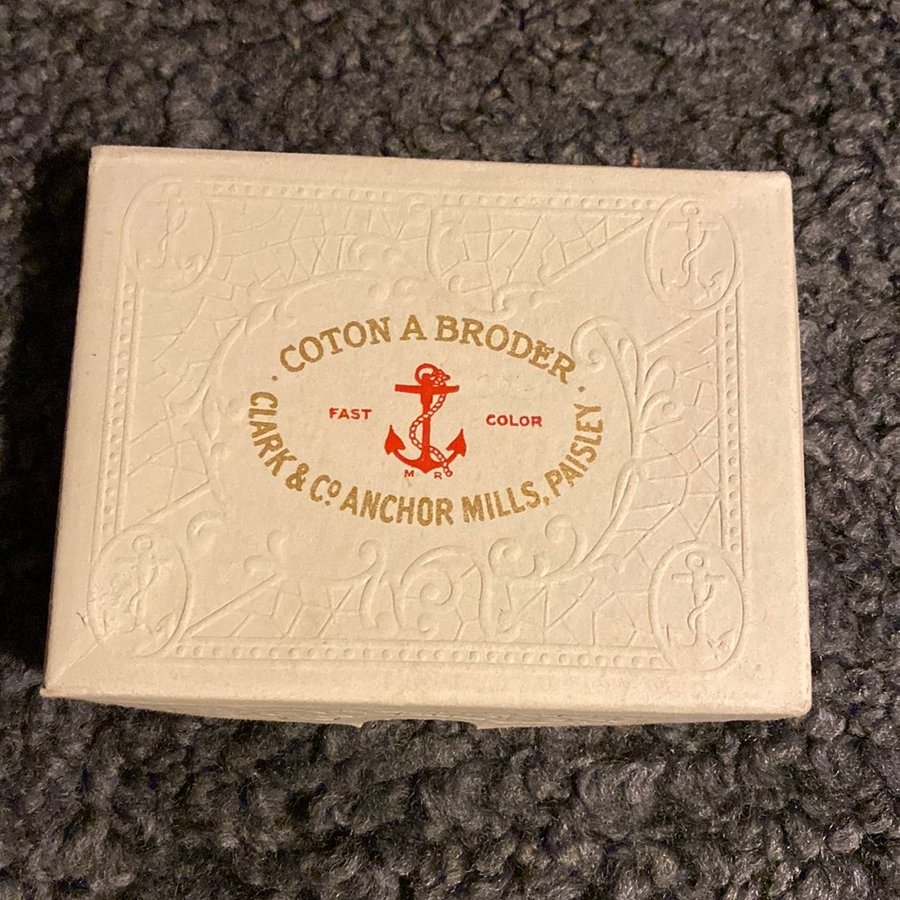 · COTON A BRODER ·
FAST COLOR
M R
CLARK & Cº ANCHOR MILLS, PAISLEY